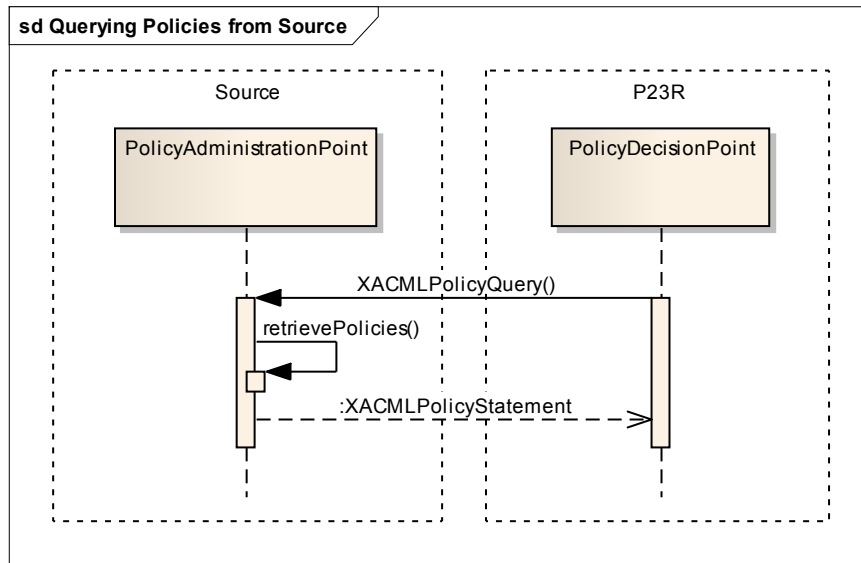 sd Querying Policies from Source
Source
P23R
PolicyAdministrationPoint
PolicyDecisionPoint
XACMLPolicyQuery()
retrievePolicies()
:XACMLPolicyStatement